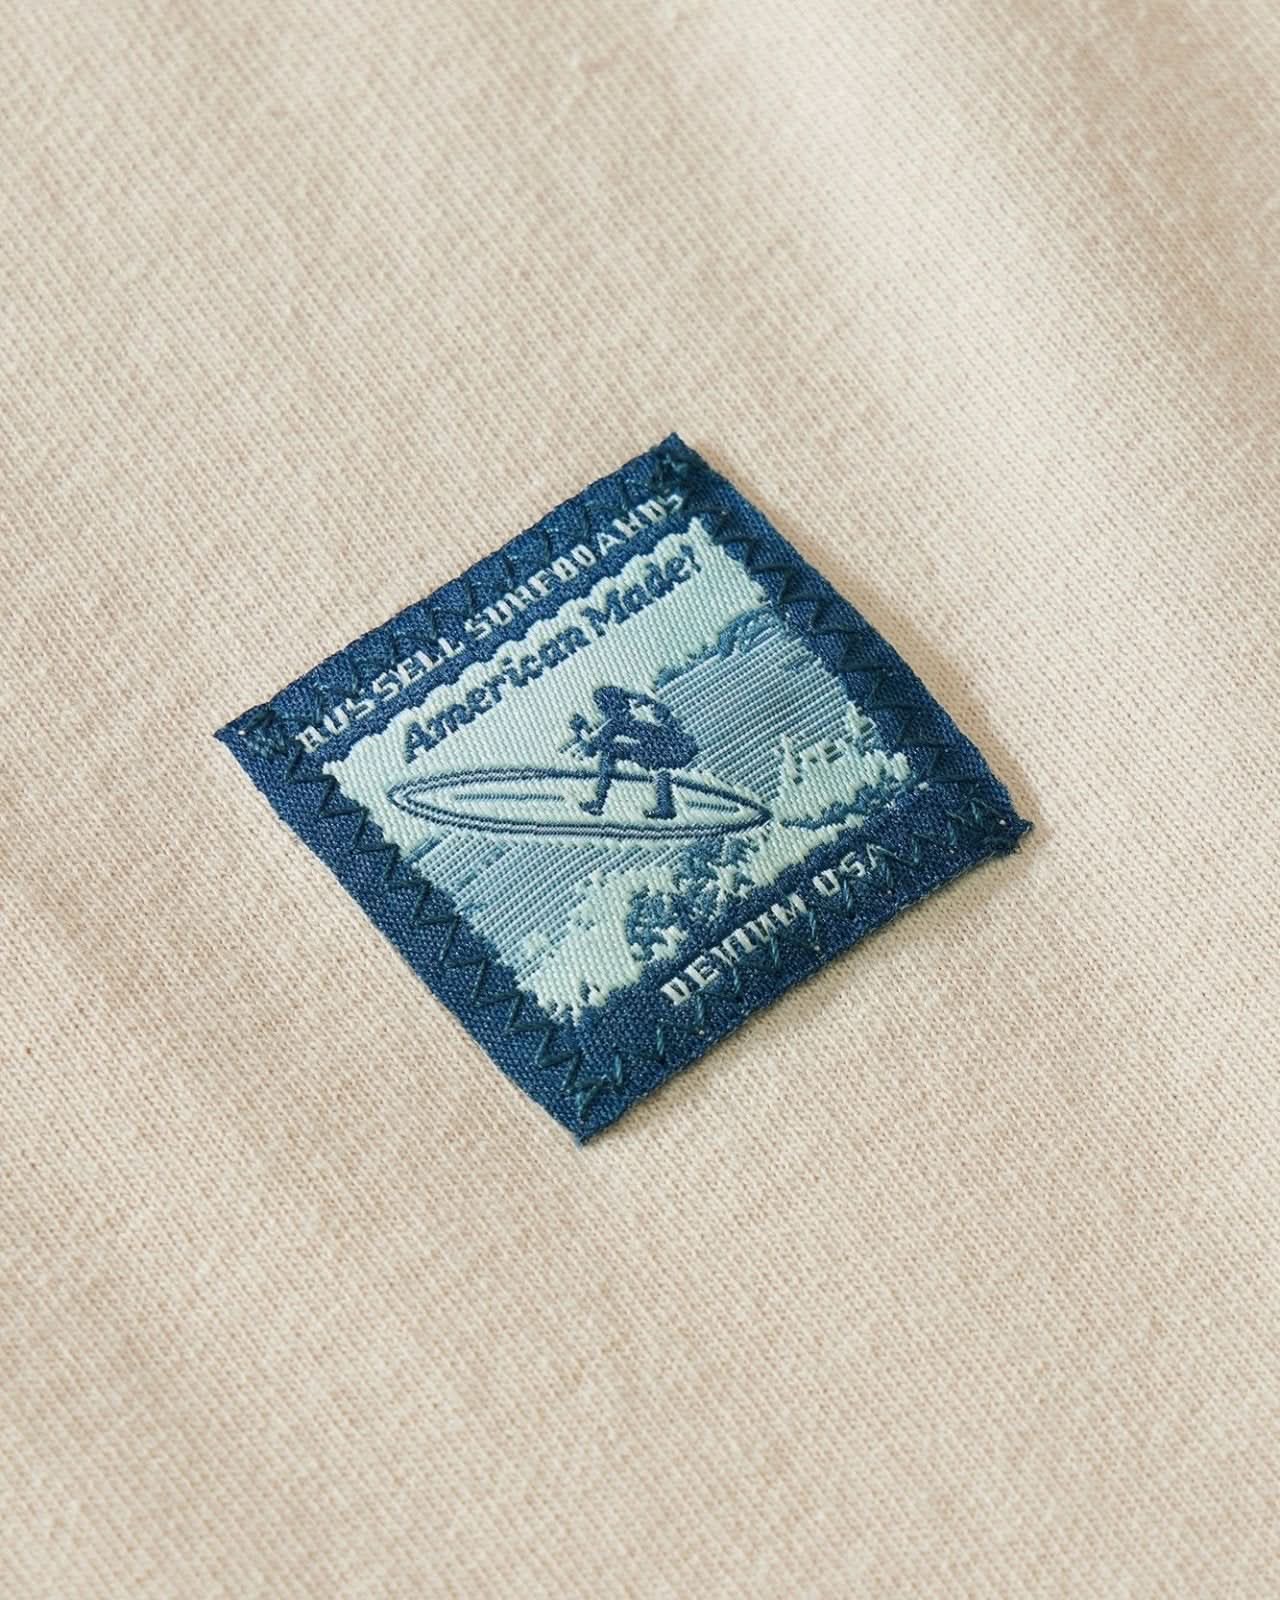 RUSSELL SURFBOARDS
American Made!
DENIUM USA